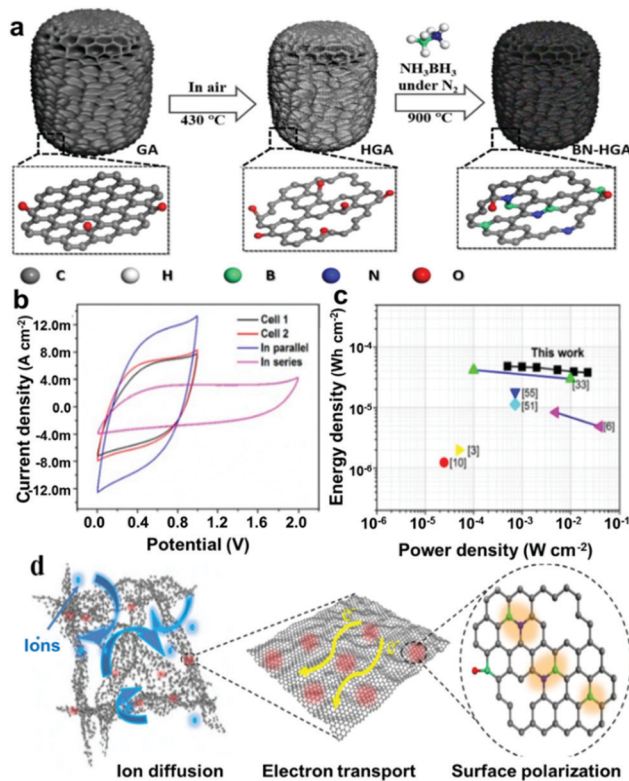 a
In air
430 °C
NH3BH3
under N2
900 °C
GA
HGA
BN-HGA
C H B N O
b
Current density (A cm-2)
12.0m
8.0m
4.0m
0.0
-4.0m
-8.0m
-12.0m
Cell 1
Cell 2
In parallel
In series
0.0 0.4 0.8 1.2 1.6 2.0
Potential (V)
c
Energy density (Wh cm-2)
10-4
10-5
10-6
This work
[33]
[55]
[51]
[6]
[3]
[10]
10-6 10-5 10-4 10-3 10-2 10-1
Power density (W cm-2)
d
Ions
e-
e-
Ion diffusion
Electron transport
Surface polarization